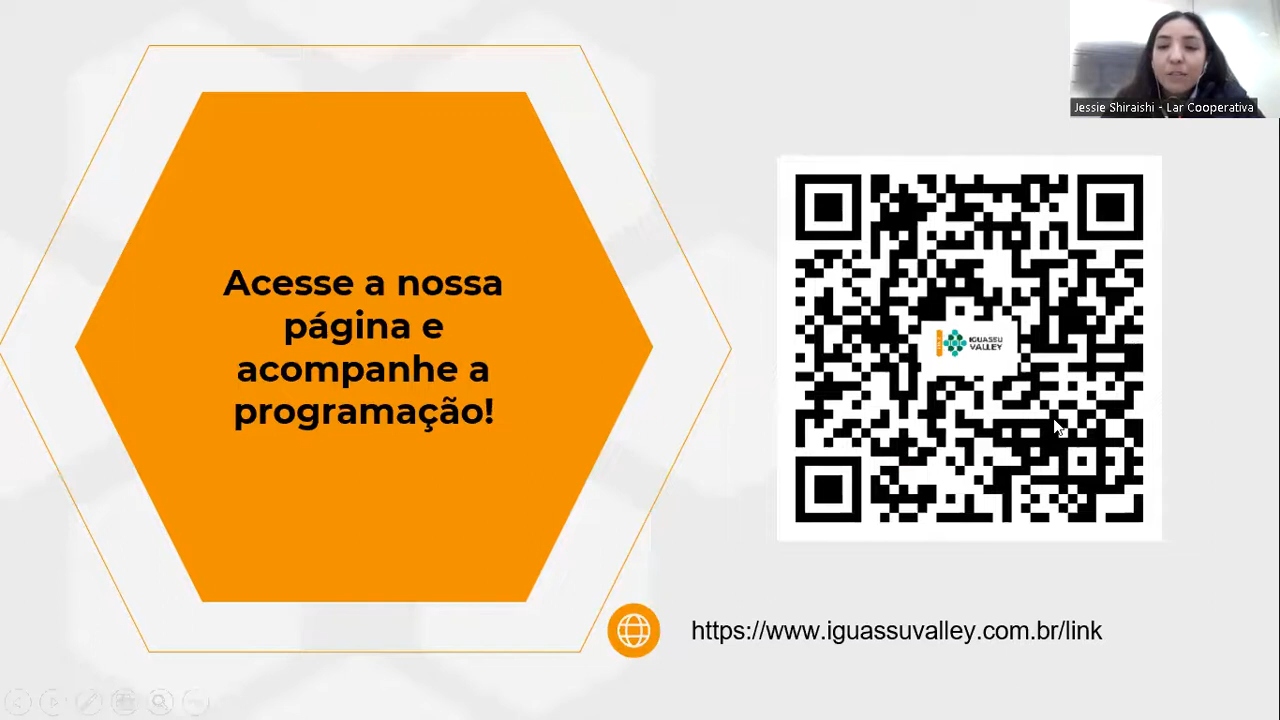 Jessie Shiraishi - Lar Cooperativa
Acesse a nossa
página e
acompanhe a
programação!
IGUASSU
VALLEY
https://www.iguassuvalley.com.br/link